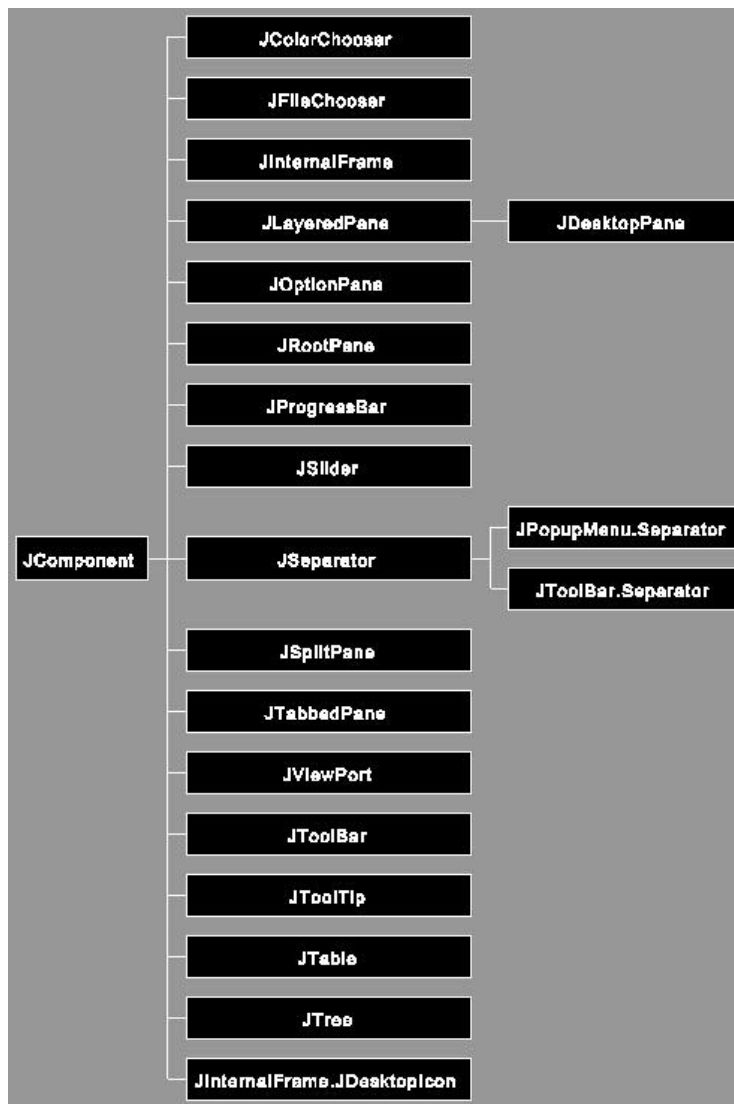 JColorChooser
JFileChooser
JInternalFrame
JLayeredPane
JDesktopPane
JOptionPane
JRootPane
JProgressBar
JSlider
JPopupMenu.Separator
JComponent
JSeparator
JToolBar.Separator
JSplitPane
JTabbedPane
JViewPort
JToolBar
JToolTip
JTable
JTree
JInternalFrame.JDesktopIcon